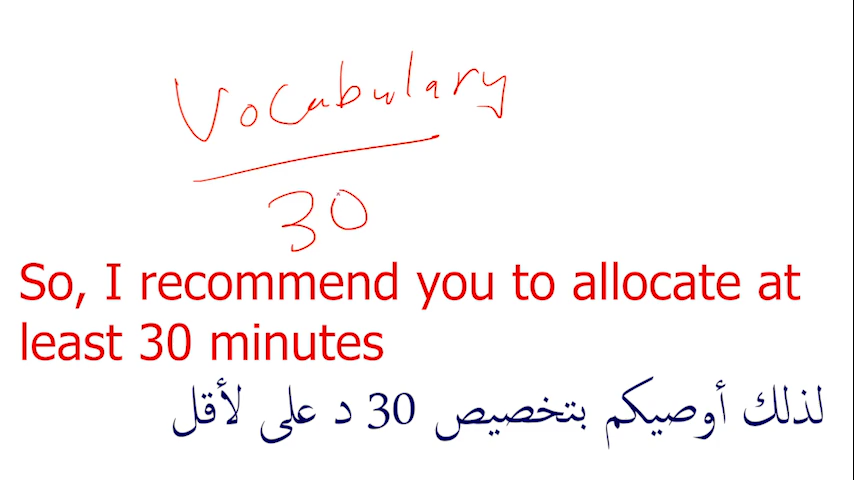 Vocabulary
30
So, I recommend you to allocate at
least 30 minutes
لذلك أوصيكم بتخصيص 30 د على لأقل